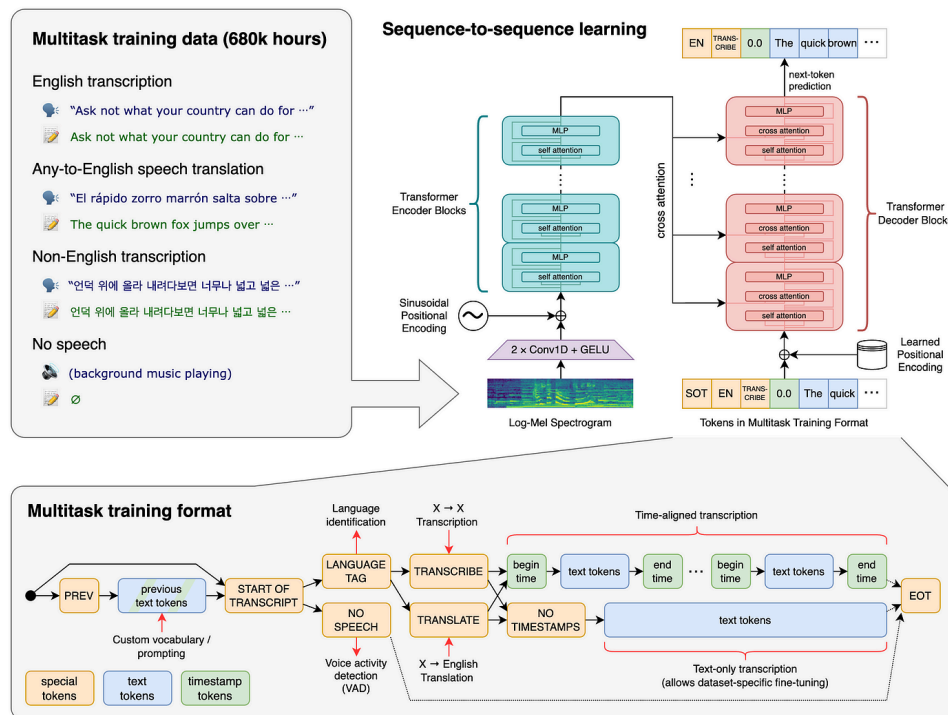 Multitask training data (680k hours)
English transcription
“Ask not what your country can do for ⋯”
Ask not what your country can do for ⋯
Any-to-English speech translation
“El rápido zorro marrón salta sobre ⋯”
The quick brown fox jumps over ⋯
Non-English transcription
“언덕 위에 올라 내려다보면 너무나 넓고 넓은 ⋯”
언덕 위에 올라 내려다보면 너무나 넓고 넓은 ⋯
No speech
(background music playing)
∅
Sequence-to-sequence learning
EN
TRANS-
CRIBE
0.0
The
quick
brown
⋯
next-token
prediction
MLP
self attention
⋯
MLP
self attention
MLP
self attention
Transformer
Encoder Blocks
cross attention
⋯
MLP
cross attention
self attention
⋯
MLP
cross attention
self attention
MLP
cross attention
self attention
Transformer
Decoder Block
Sinusoidal
Positional
Encoding
2 × Conv1D + GELU
Log-Mel Spectrogram
Learned
Positional
Encoding
SOT
EN
TRANS-
CRIBE
0.0
The
quick
⋯
Tokens in Multitask Training Format
Multitask training format
Language
identification
X → X
Transcription
Time-aligned transcription
PREV
previous
text tokens
START OF
TRANSCRIPT
LANGUAGE
TAG
TRANSCRIBE
begin
time
text tokens
end
time
⋯
begin
time
text tokens
end
time
NO
SPEECH
TRANSLATE
NO
TIMESTAMPS
text tokens
EOT
Custom vocabulary /
prompting
Voice activity
detection
(VAD)
X → English
Translation
Text-only transcription
(allows dataset-specific fine-tuning)
special
tokens
text
tokens
timestamp
tokens